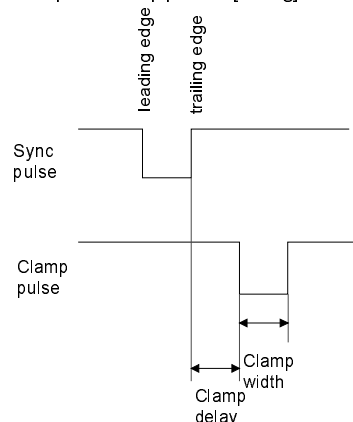 leading edge
trailing edge
Sync
pulse
Clamp
pulse
Clamp
width
Clamp
delay